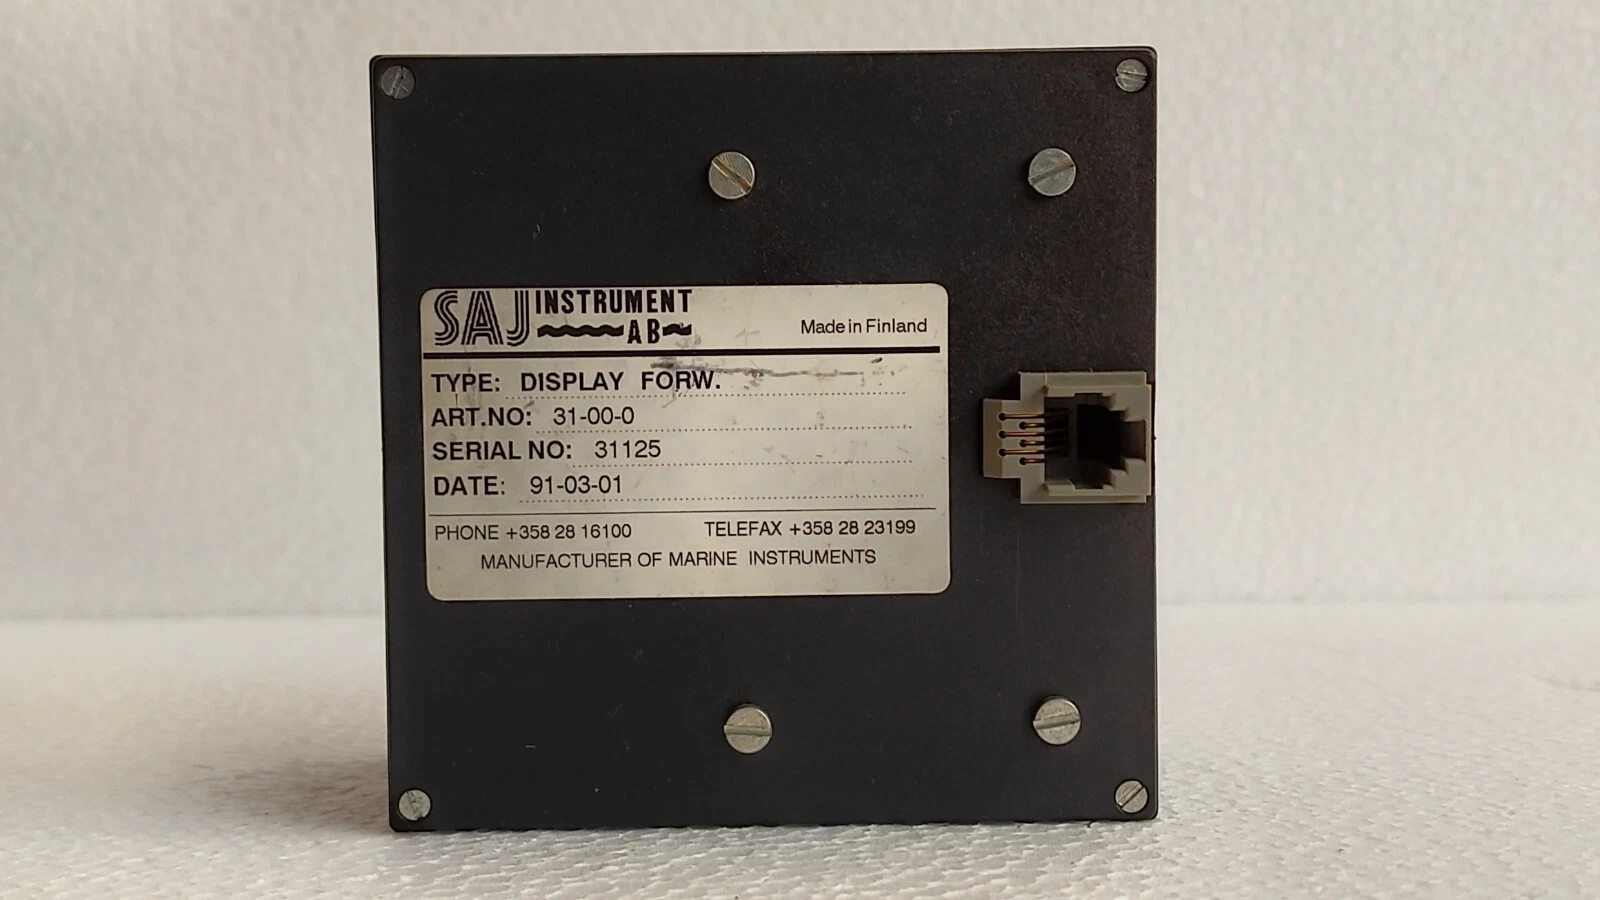 SAJ INSTRUMENT
AB
Made in Finland
TYPE: DISPLAY FORW.
ART.NO: 31-00-0
SERIAL NO: 31125
DATE: 91-03-01
PHONE +358 28 16100 TELEFAX +358 28 23199
MANUFACTURER OF MARINE INSTRUMENTS